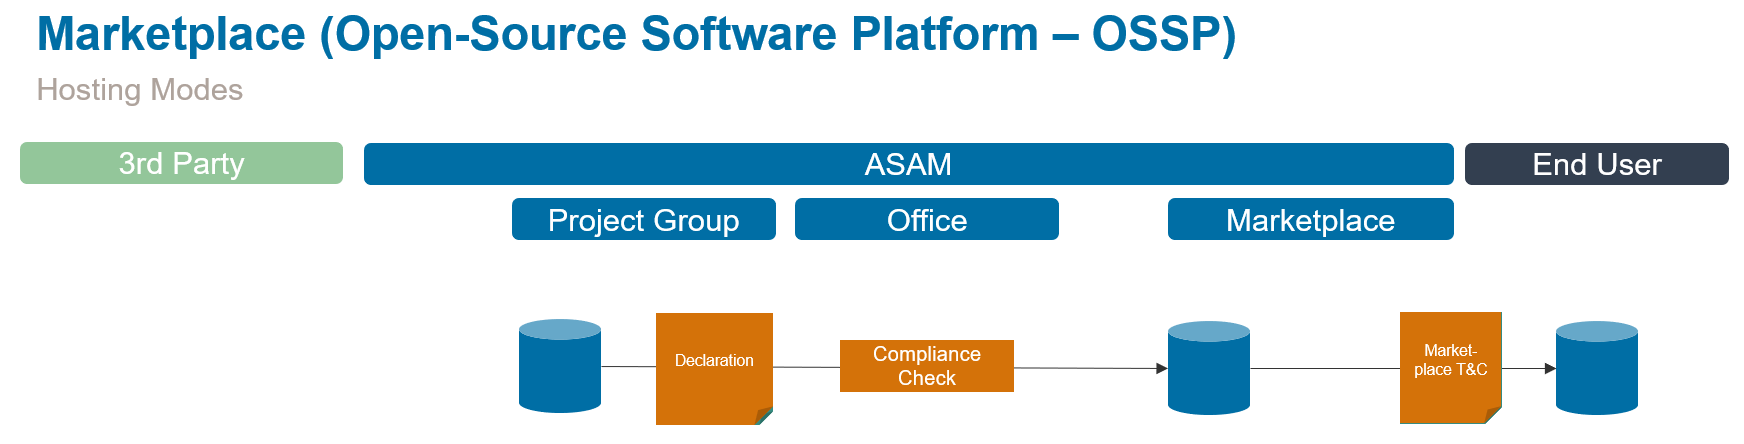 Marketplace (Open-Source Software Platform – OSSP)
Hosting Modes
3rd Party
ASAM
End User
Project Group
Office
Marketplace
Declaration
Compliance
Check
Market-
place T&C